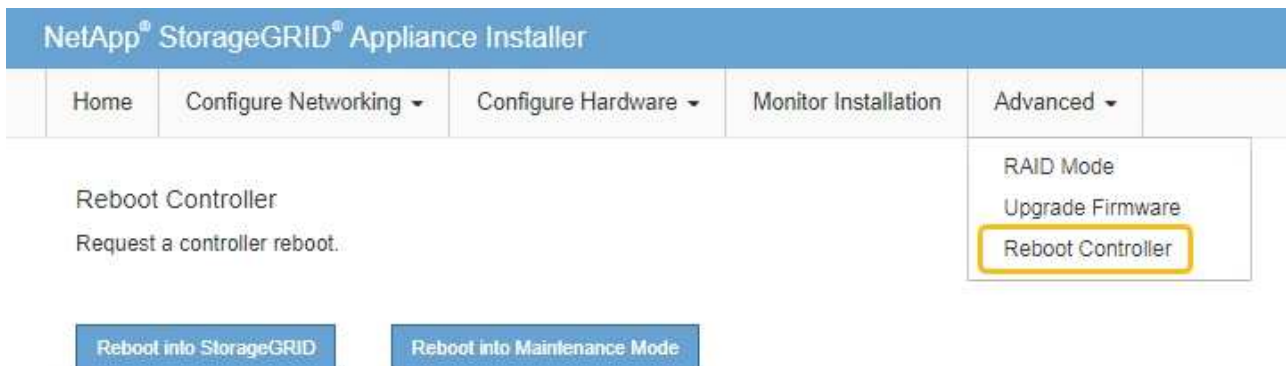 NetApp® StorageGRID® Appliance Installer
Home Configure Networking Configure Hardware Monitor Installation Advanced
RAID Mode
Upgrade Firmware
Reboot Controller
Reboot Controller
Request a controller reboot.
Reboot into StorageGRID Reboot into Maintenance Mode